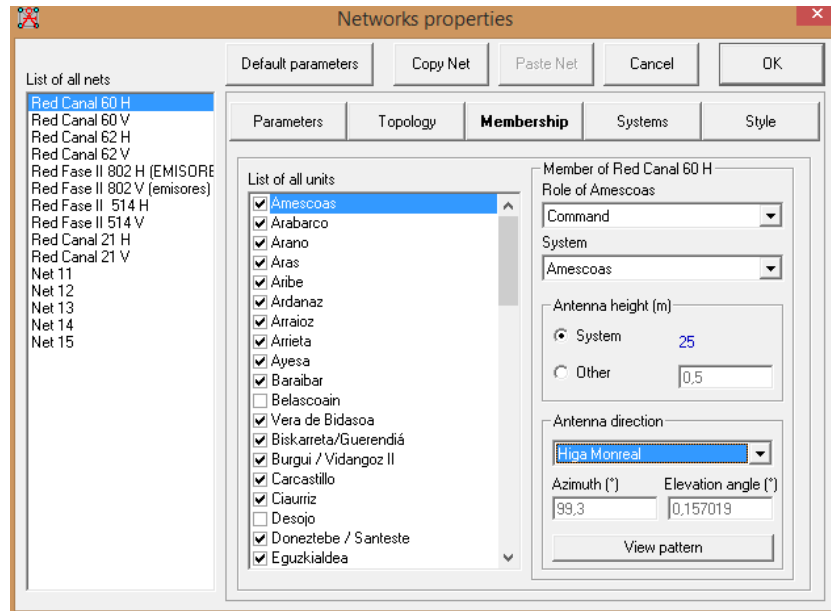 Networks properties
Default parameters
Copy Net
Paste Net
Cancel
OK
List of all nets
Red Canal 60 H
Red Canal 60 V
Red Canal 62 H
Red Canal 62 V
Red Fase II 802 H (EMISORE
Red Fase II 802 V (emisores)
Red Fase II  514 H
Red Fase II 514 V
Red Canal 21 H
Red Canal 21 V
Net 11
Net 12
Net 13
Net 14
Net 15
Parameters
Topology
Membership
Systems
Style
List of all units
Amescoas
Arabarco
Arano
Aras
Aribe
Ardanaz
Arraioz
Arrieta
Ayesa
Baraibar
Belascoain
Vera de Bidasoa
Biskarreta/Guerendiá
Burgui / Vidangoz II
Carcastillo
Ciaurriz
Desojo
Doneztebe / Santeste
Eguzkialdea
Member of Red Canal 60 H
Role of Amescoas
Command
System
Amescoas
Antenna height (m)
System 25
Other 0,5
Antenna direction
Higa Monreal
Azimuth (°) Elevation angle (°)
99,3 0,157019
View pattern